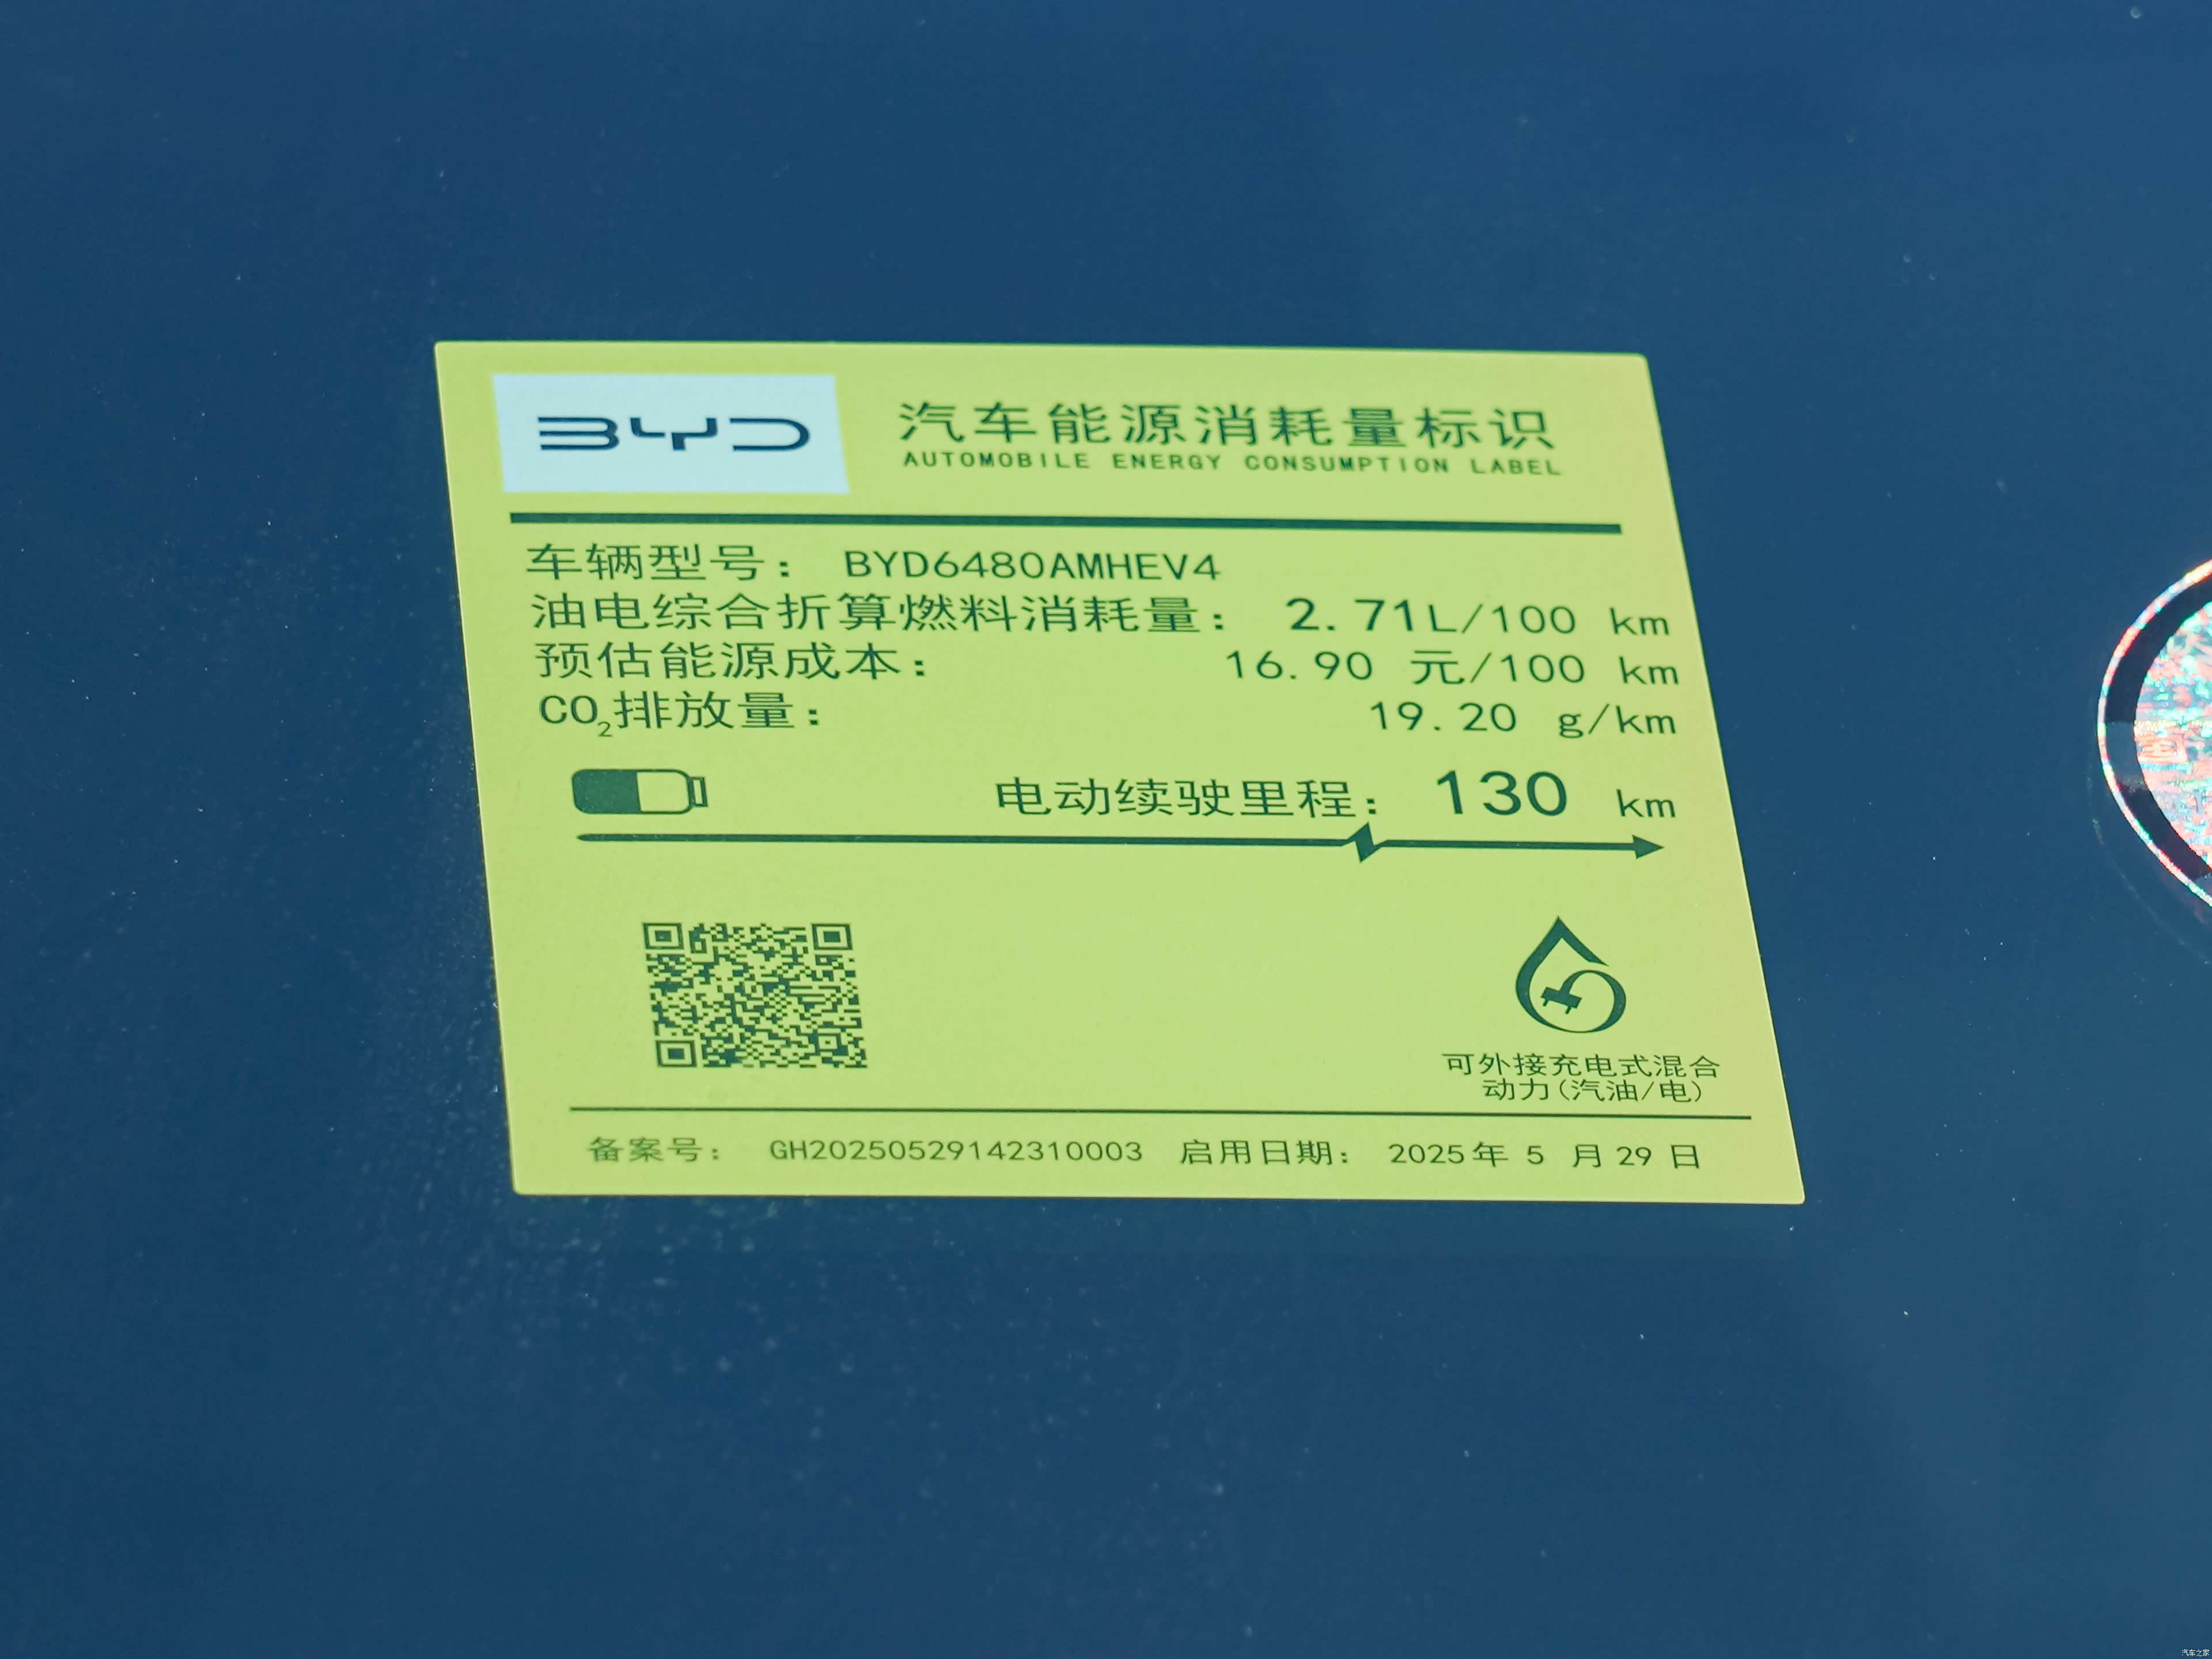 BYD 汽车能源消耗量标识
AUTOMOBILE ENERGY CONSUMPTION LABEL
车辆型号： BYD6480AMHEV4
油电综合折算燃料消耗量： 2.71L/100 km
预估能源成本： 16.90 元/100 km
CO₂排放量： 19.20 g/km
电动续驶里程： 130 km
可外接充电式混合
动力(汽油/电)
备案号： GH20250529142310003 启用日期： 2025年 5 月 29 日
汽车之家